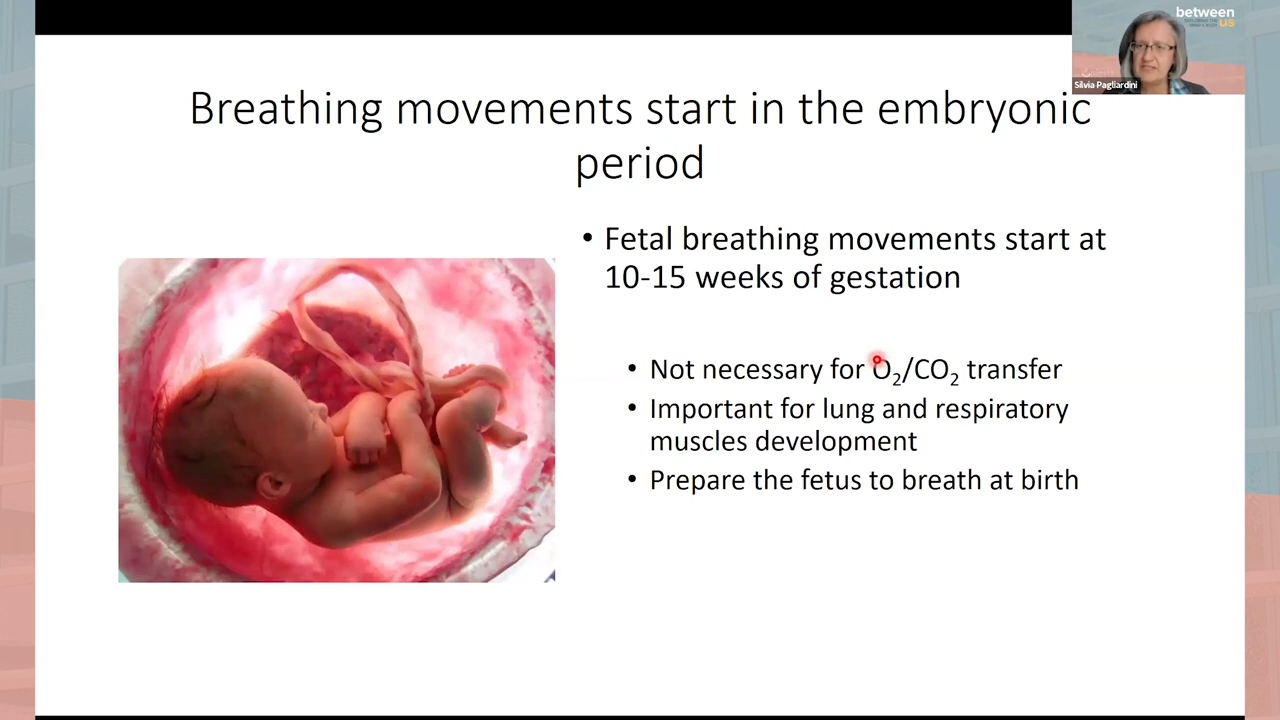 between
us
Silvia Pagliardini
Breathing movements start in the embryonic
period
• Fetal breathing movements start at
10-15 weeks of gestation
• Not necessary for O₂/CO₂ transfer
• Important for lung and respiratory
muscles development
• Prepare the fetus to breath at birth